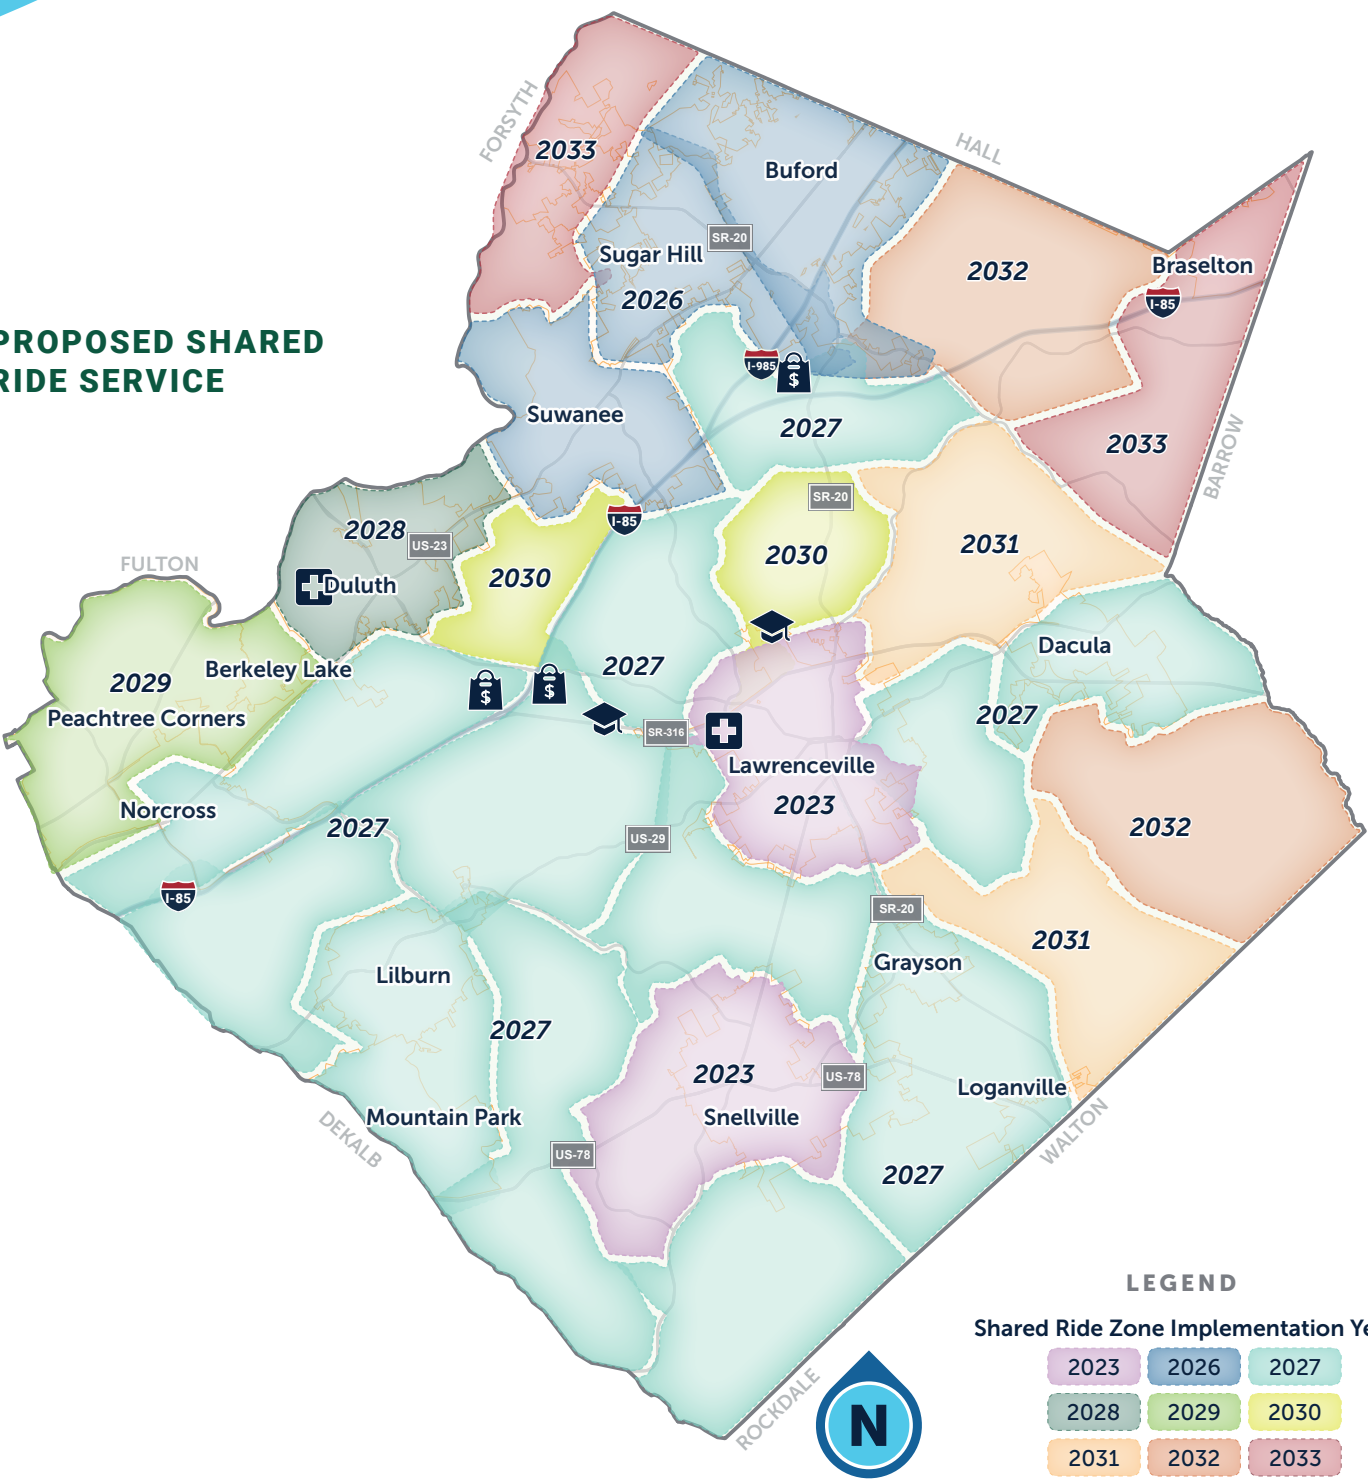 FORSYTH
HALL
2033
Buford
SR-20
Sugar Hill
2026
2032
Braselton
I-85
PROPOSED SHARED
RIDE SERVICE
I-985
$
Suwanee
2027
2033
BARROW
SR-20
I-85
2028
US-23
2030
2031
2030
FULTON
Duluth
Dacula
Berkeley Lake
2027
2029
$
$
Peachtree Corners
2027
SR-316
Lawrenceville
2023
Norcross
2027
US-29
2032
I-85
SR-20
2031
Grayson
Lilburn
2027
2023
US-78
Loganville
Mountain Park
Snellville
DEKALB
WALTON
US-78
2027
LEGEND
Shared Ride Zone Implementation Ye
2023 2026 2027
2028 2029 2030
2031 2032 2033
ROCKDALE
N